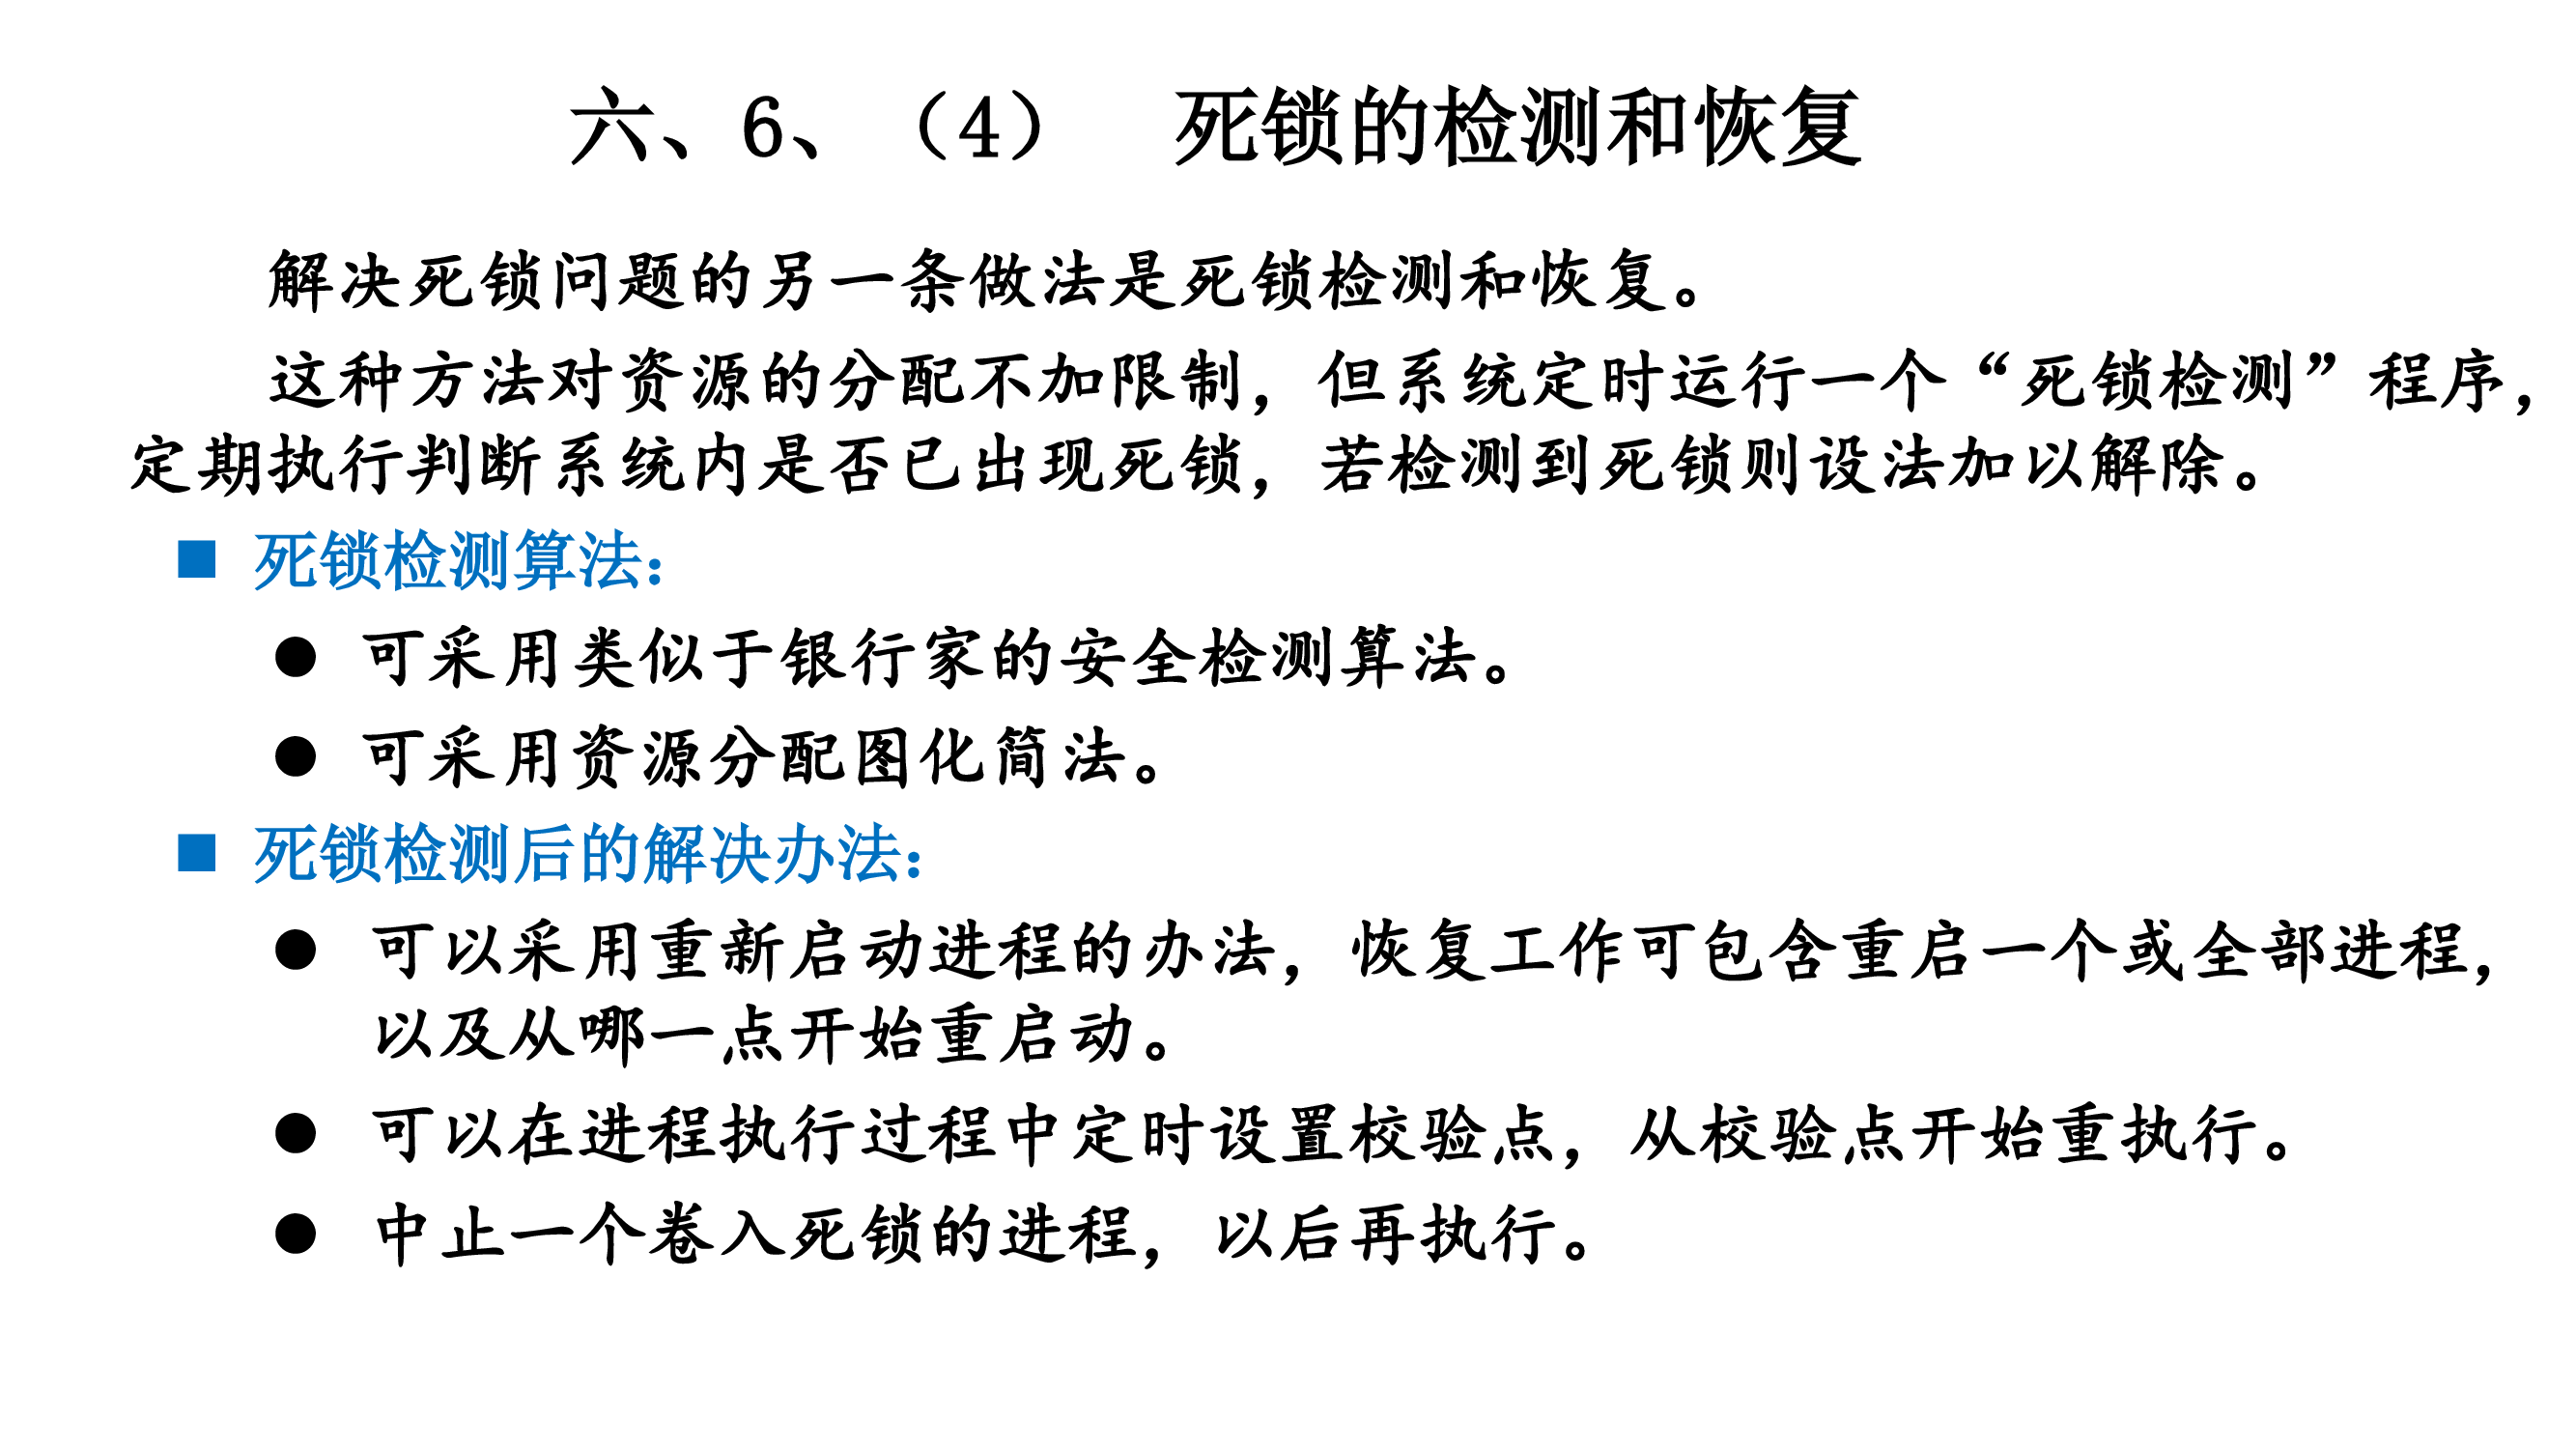 六、6、（4） 死锁的检测和恢复
解决死锁问题的另一条做法是死锁检测和恢复。
这种方法对资源的分配不加限制，但系统定时运行一个“死锁检测”程序，
定期执行判断系统内是否已出现死锁，若检测到死锁则设法加以解除。
■ 死锁检测算法：
● 可采用类似于银行家的安全检测算法。
● 可采用资源分配图化简法。
■ 死锁检测后的解决办法：
● 可以采用重新启动进程的办法，恢复工作可包含重启一个或全部进程，
以及从哪一点开始重启动。
● 可以在进程执行过程中定时设置校验点，从校验点开始重执行。
● 中止一个卷入死锁的进程，以后再执行。